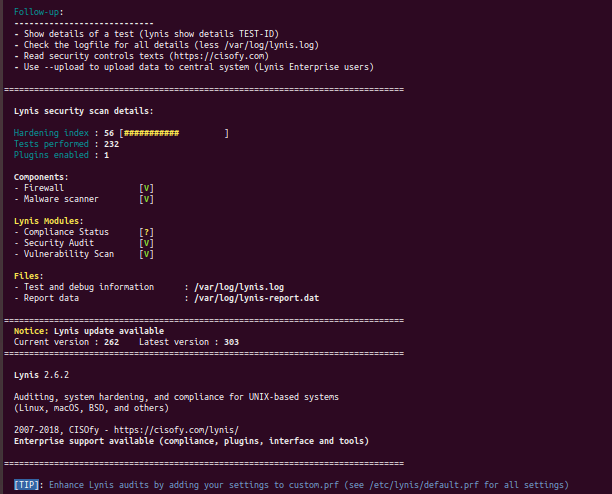 Follow-up:
----------------------------
- Show details of a test (lynis show details TEST-ID)
- Check the logfile for all details (less /var/log/lynis.log)
- Read security controls texts (https://cisofy.com)
- Use --upload to upload data to central system (Lynis Enterprise users)
================================================================================
Lynis security scan details:
Hardening index : 56 [###########         ]
Tests performed : 232
Plugins enabled : 1
Components:
- Firewall               [V]
- Malware scanner        [V]
Lynis Modules:
- Compliance Status      [?]
- Security Audit         [V]
- Vulnerability Scan     [V]
Files:
- Test and debug information      : /var/log/lynis.log
- Report data                     : /var/log/lynis-report.dat
================================================================================
Notice: Lynis update available
Current version : 262    Latest version : 303
================================================================================
Lynis 2.6.2
Auditing, system hardening, and compliance for UNIX-based systems
(Linux, macOS, BSD, and others)
2007-2018, CISOfy - https://cisofy.com/lynis/
Enterprise support available (compliance, plugins, interface and tools)
================================================================================
[TIP]: Enhance Lynis audits by adding your settings to custom.prf (see /etc/lynis/default.prf for all settings)